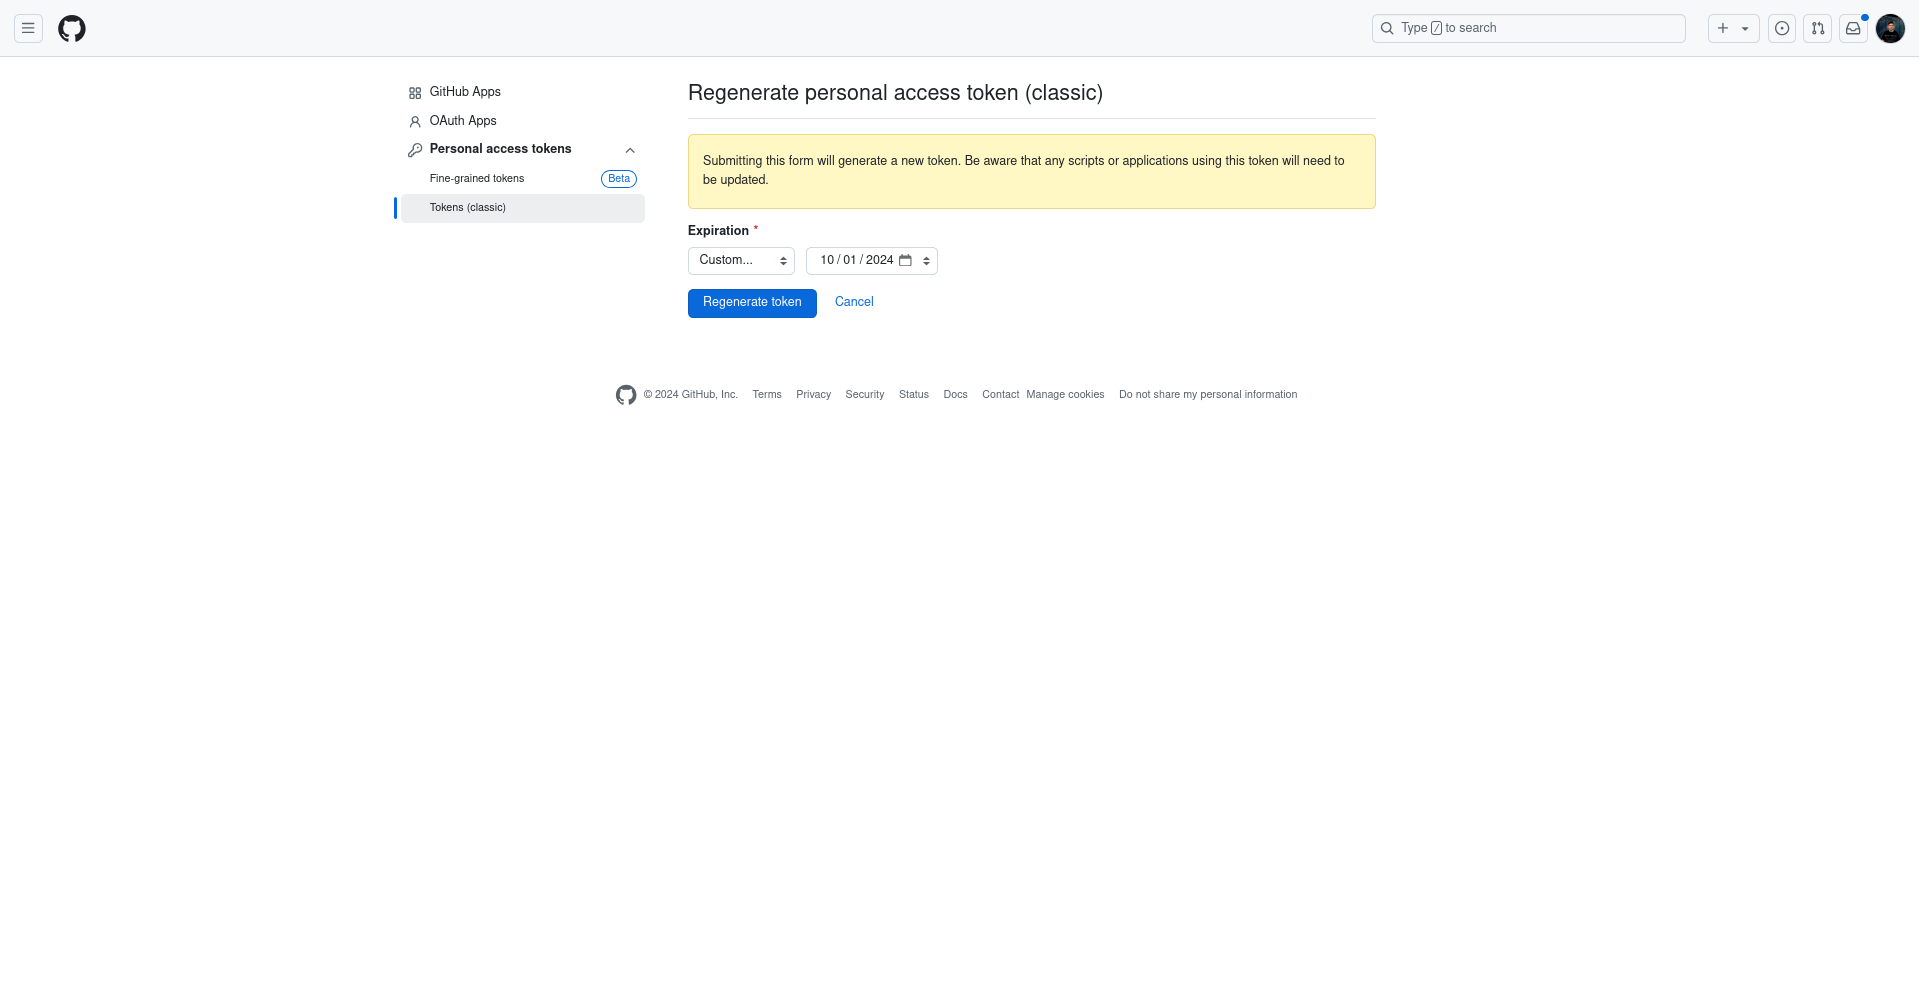 Type / to search
GitHub Apps
OAuth Apps
Personal access tokens
Fine-grained tokens
Beta
Tokens (classic)
Regenerate personal access token (classic)
Submitting this form will generate a new token. Be aware that any scripts or applications using this token will need to
be updated.
Expiration *
Custom...
10 / 01 / 2024
Regenerate token
Cancel
© 2024 GitHub, Inc.
Terms
Privacy
Security
Status
Docs
Contact
Manage cookies
Do not share my personal information